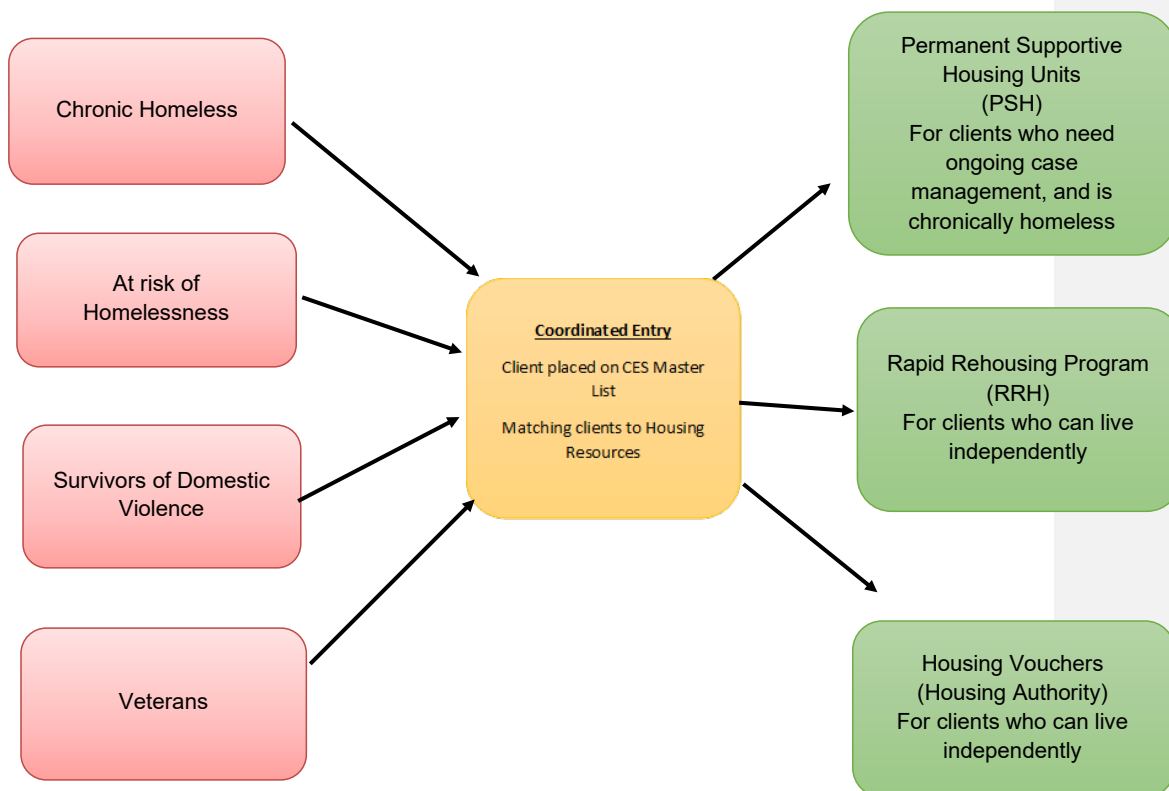 Chronic Homeless
At risk of
Homelessness
Survivors of Domestic
Violence
Veterans
Coordinated Entry
Client placed on CES Master
List
Matching clients to Housing
Resources
Permanent Supportive
Housing Units
(PSH)
For clients who need
ongoing case
management, and is
chronically homeless
Rapid Rehousing Program
(RRH)
For clients who can live
independently
Housing Vouchers
(Housing Authority)
For clients who can live
independently